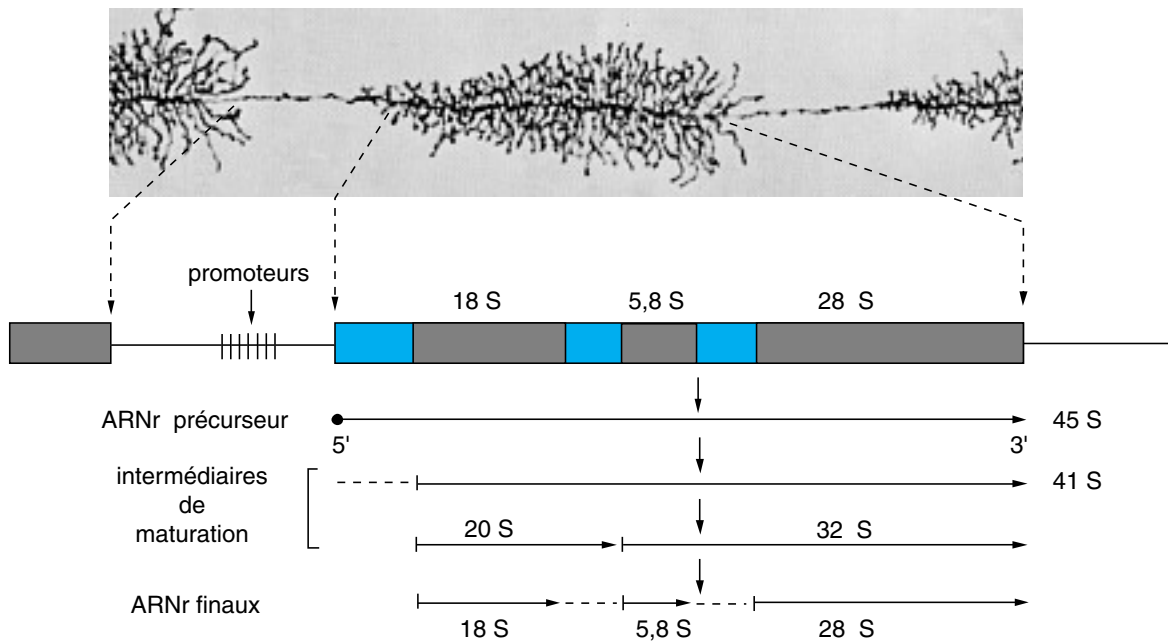 promoteurs
18 S 5,8 S 28 S
ARNr précurseur 45 S
5' 3'
intermédiaires
de
maturation
41 S
20 S 32 S
ARNr finaux
18 S 5,8 S 28 S